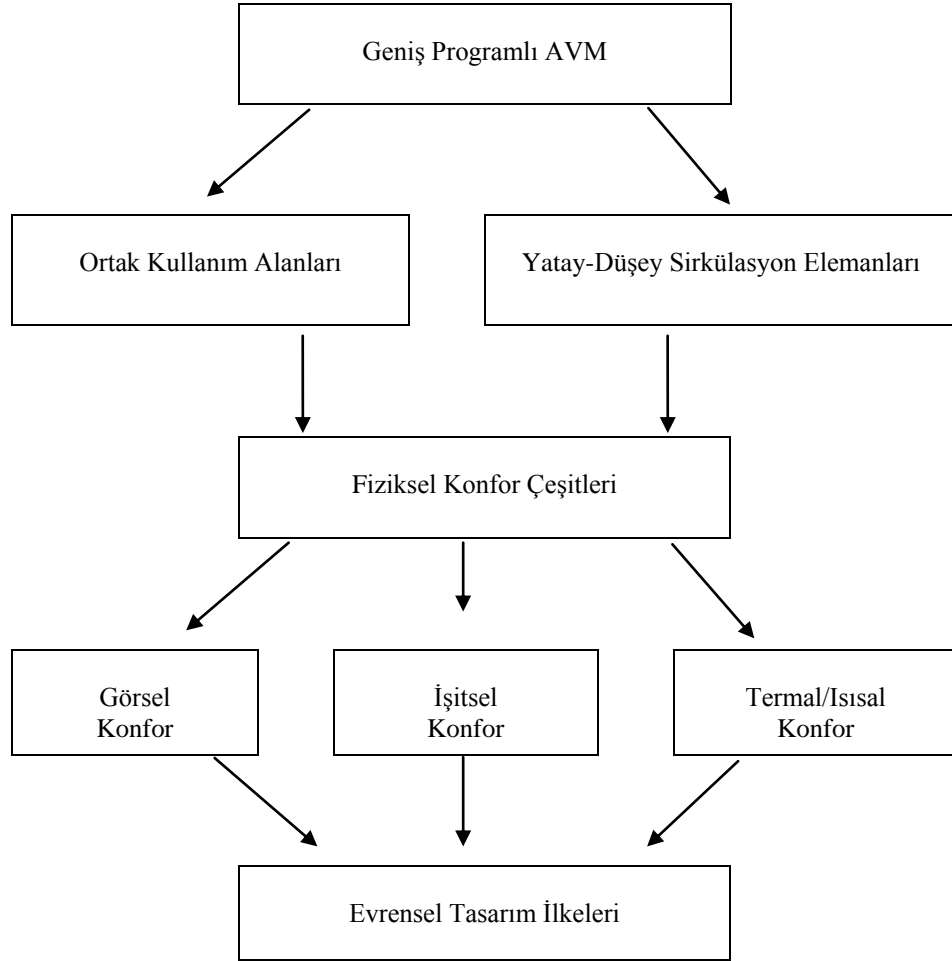 Geniş Programlı AVM
Ortak Kullanım Alanları
Yatay-Düşey Sirkülasyon Elemanları
Fiziksel Konfor Çeşitleri
Görsel
Konfor
İşitsel
Konfor
Termal/Isısal
Konfor
Evrensel Tasarım İlkeleri